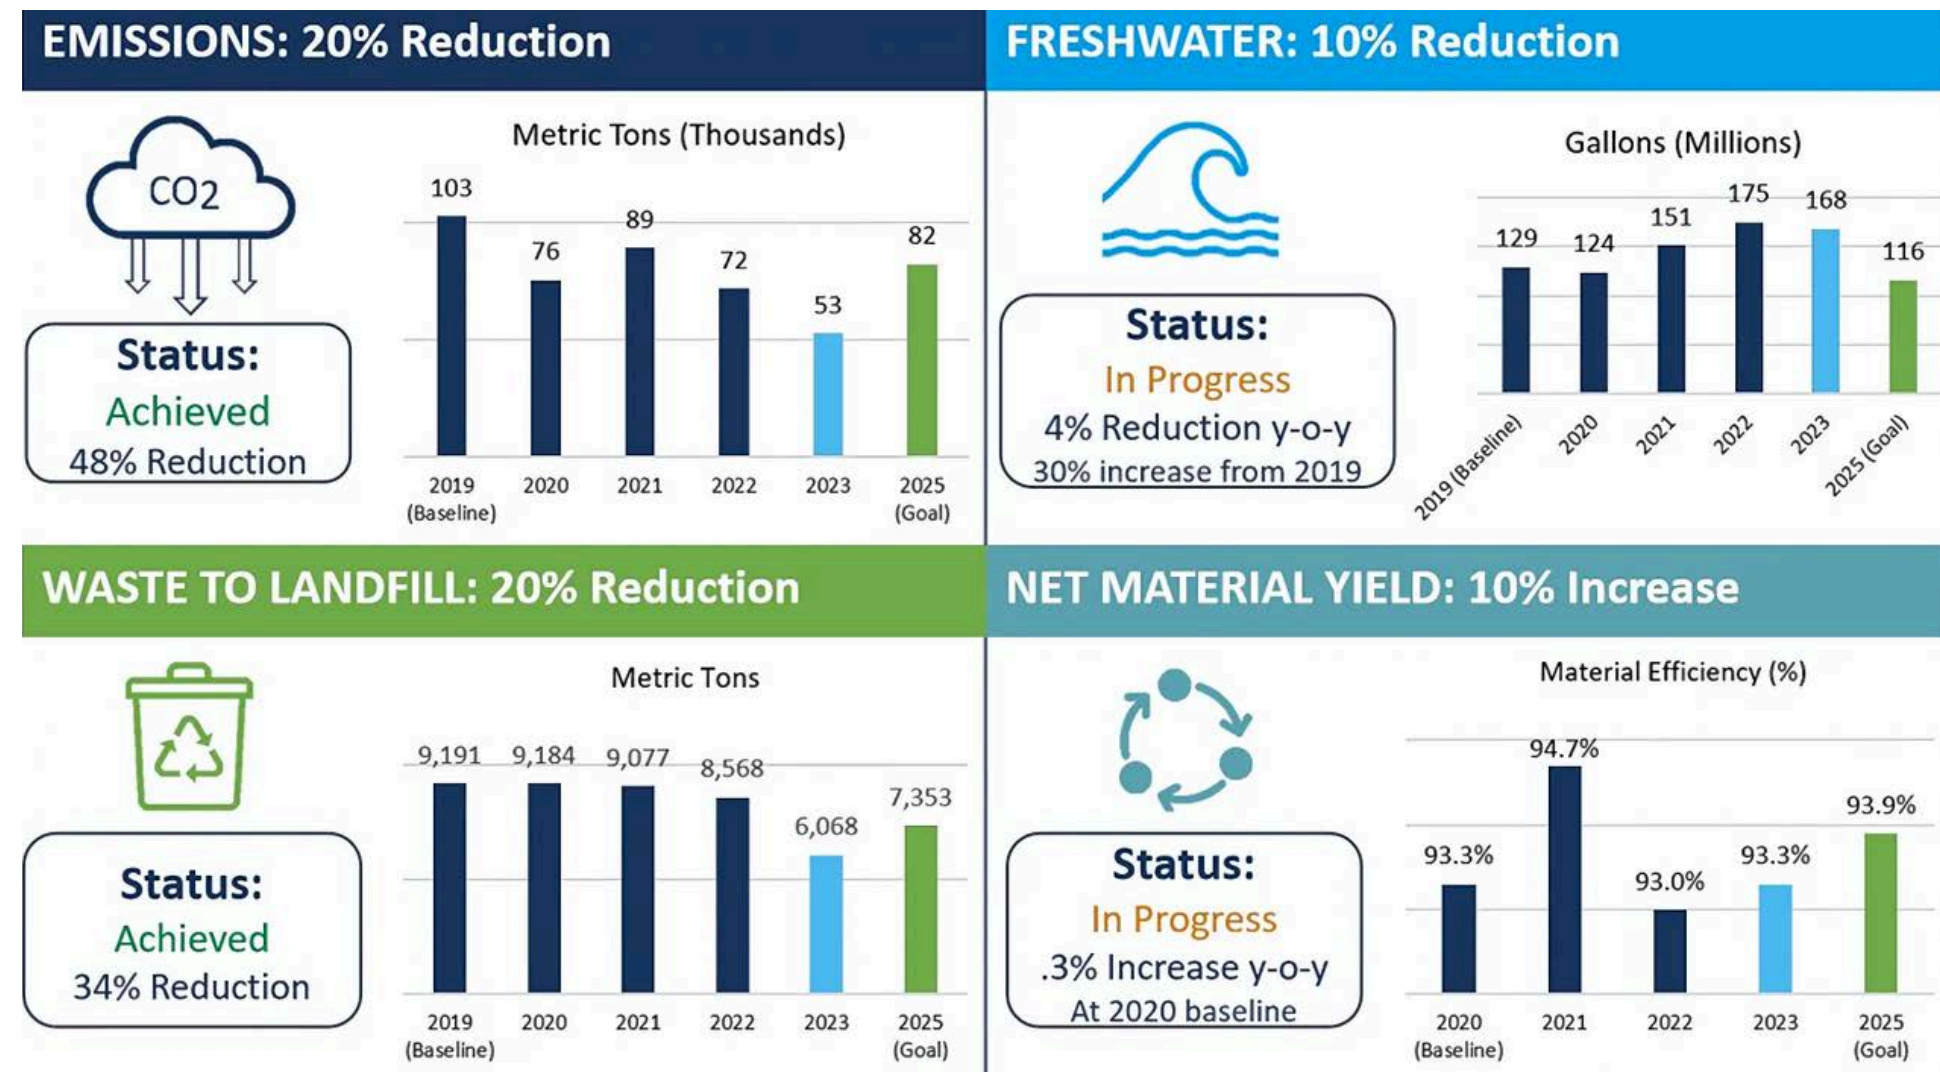 EMISSIONS: 20% Reduction
CO2
Status:
Achieved
48% Reduction
Metric Tons (Thousands)
103
76
89
72
53
82
2019
(Baseline)
2020
2021
2022
2023
2025
(Goal)
FRESHWATER: 10% Reduction
Status:
In Progress
4% Reduction y-o-y
30% increase from 2019
Gallons (Millions)
129
124
151
175
168
116
2019 (Baseline)
2020
2021
2022
2023
2025 (Goal)
WASTE TO LANDFILL: 20% Reduction
Status:
Achieved
34% Reduction
Metric Tons
9,191
9,184
9,077
8,568
6,068
7,353
2019
(Baseline)
2020
2021
2022
2023
2025
(Goal)
NET MATERIAL YIELD: 10% Increase
Status:
In Progress
.3% Increase y-o-y
At 2020 baseline
Material Efficiency (%)
93.3%
94.7%
93.0%
93.3%
93.9%
2020
(Baseline)
2021
2022
2023
2025
(Goal)